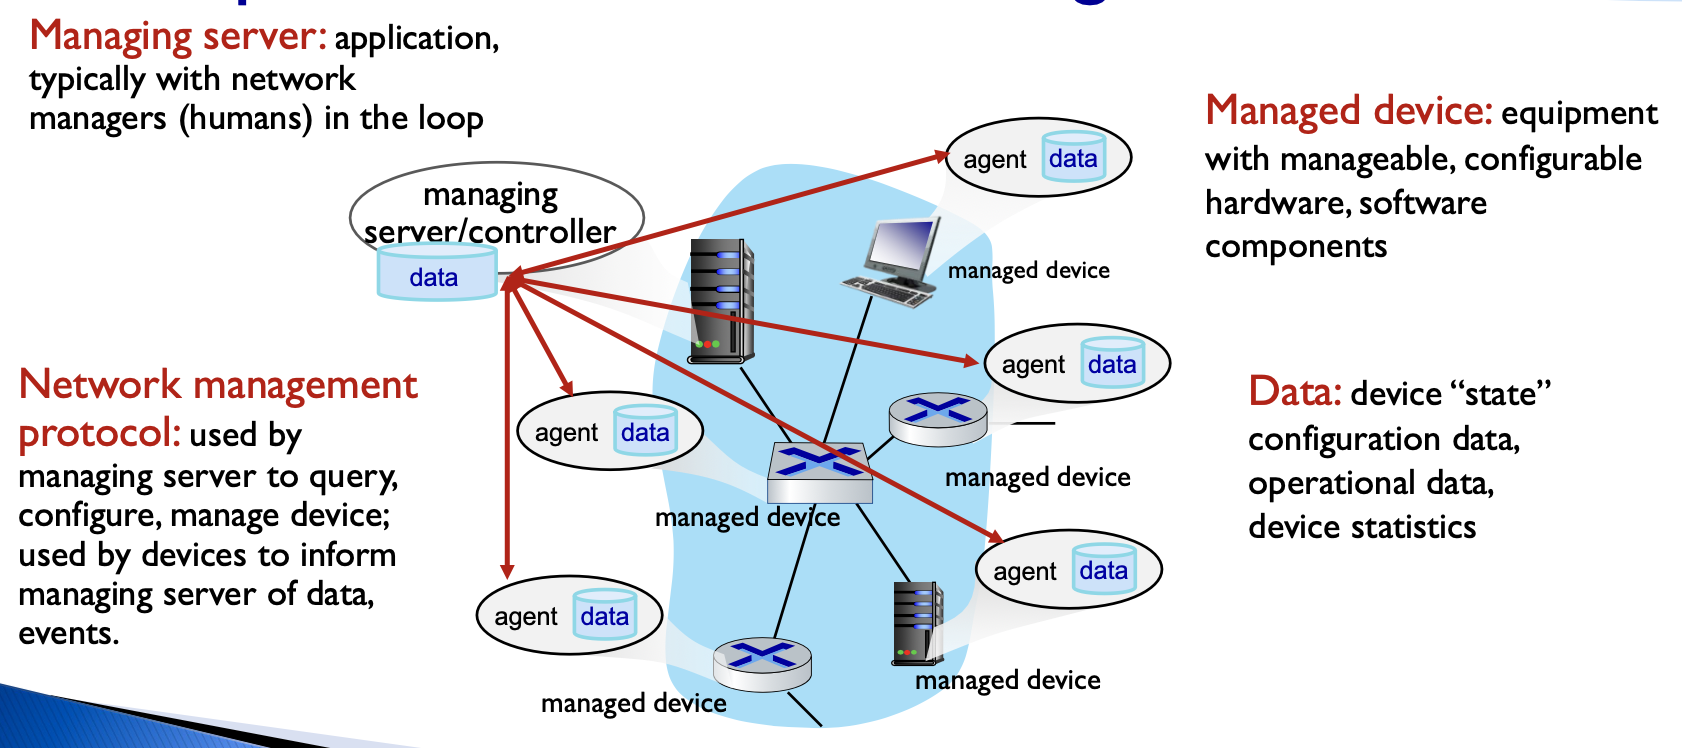 Managing server: application,
typically with network
managers (humans) in the loop
managing
server/controller
data
Network management
protocol: used by
managing server to query,
configure, manage device;
used by devices to inform
managing server of data,
events.
agent data
managed device
agent data
managed device
agent data
managed device
agent data
managed device
agent data
managed device
Managed device: equipment
with manageable, configurable
hardware, software
components
Data: device “state”
configuration data,
operational data,
device statistics